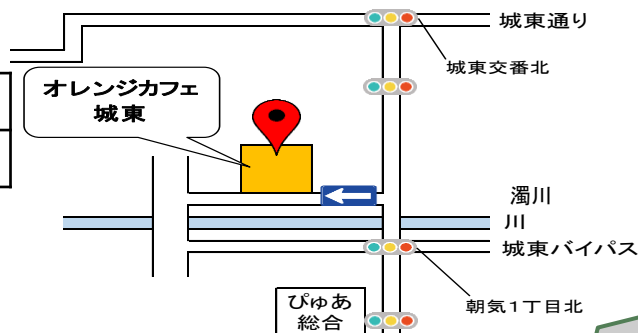 城東通り
城東交番北
オレンジカフェ
城東
濁川
川
城東バイパス
朝気1丁目北
ぴゅあ
総合